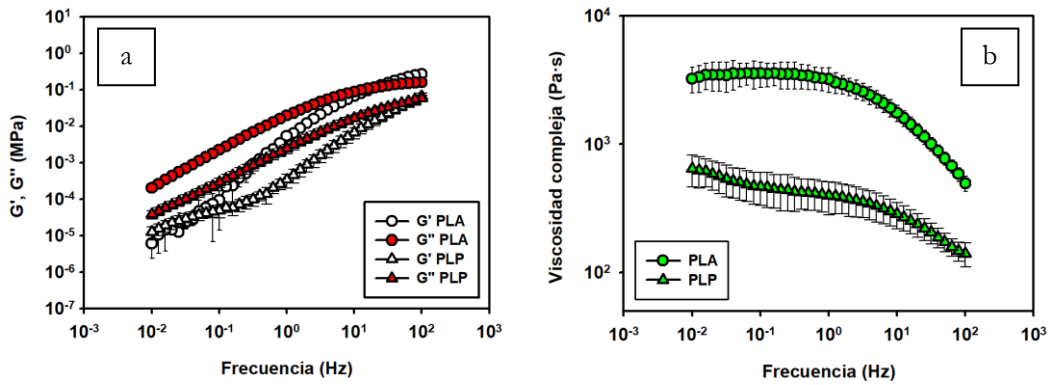 a
10¹
10⁰
10⁻¹
10⁻²
10⁻³
10⁻⁴
10⁻⁵
10⁻⁶
10⁻⁷
G', G'' (MPa)
G' PLA
G'' PLA
G' PLP
G'' PLP
10⁻³ 10⁻² 10⁻¹ 10⁰ 10¹ 10² 10³
Frecuencia (Hz)
b
10⁴
10³
10²
Viscosidad compleja (Pa·s)
PLA
PLP
10⁻³ 10⁻² 10⁻¹ 10⁰ 10¹ 10² 10³
Frecuencia (Hz)